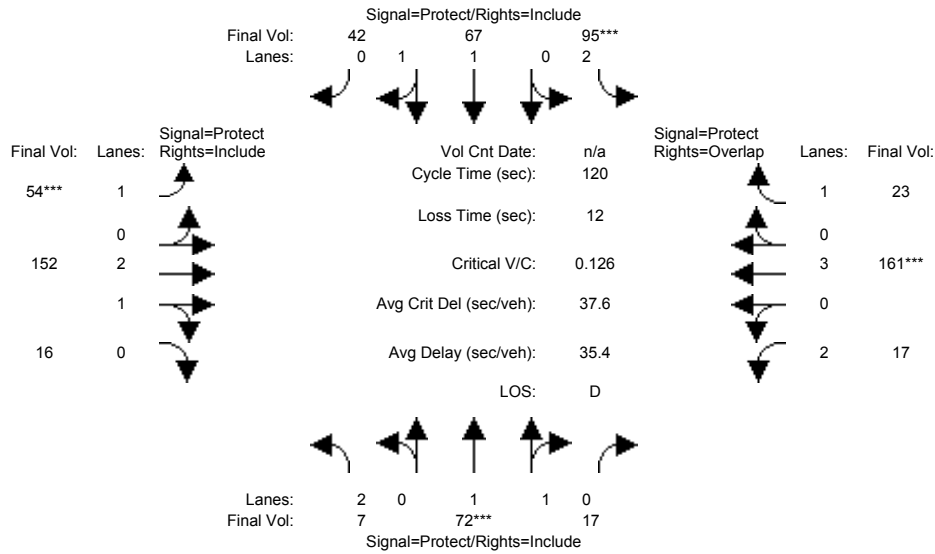 Signal=Protect/Rights=Include
Final Vol: 42 67 95***
Lanes: 0 1 1 0 2
Signal=Protect
Final Vol: Lanes: Rights=Include
Vol Cnt Date: n/a
Signal=Protect
Rights=Overlap Lanes: Final Vol:
Cycle Time (sec): 120
54*** 1
1 23
Loss Time (sec): 12
0
0
152 2
Critical V/C: 0.126
3 161***
1
Avg Crit Del (sec/veh): 37.6
0
16 0
Avg Delay (sec/veh): 35.4
2 17
LOS: D
Lanes: 2 0 1 1 0
Final Vol: 7 72*** 17
Signal=Protect/Rights=Include